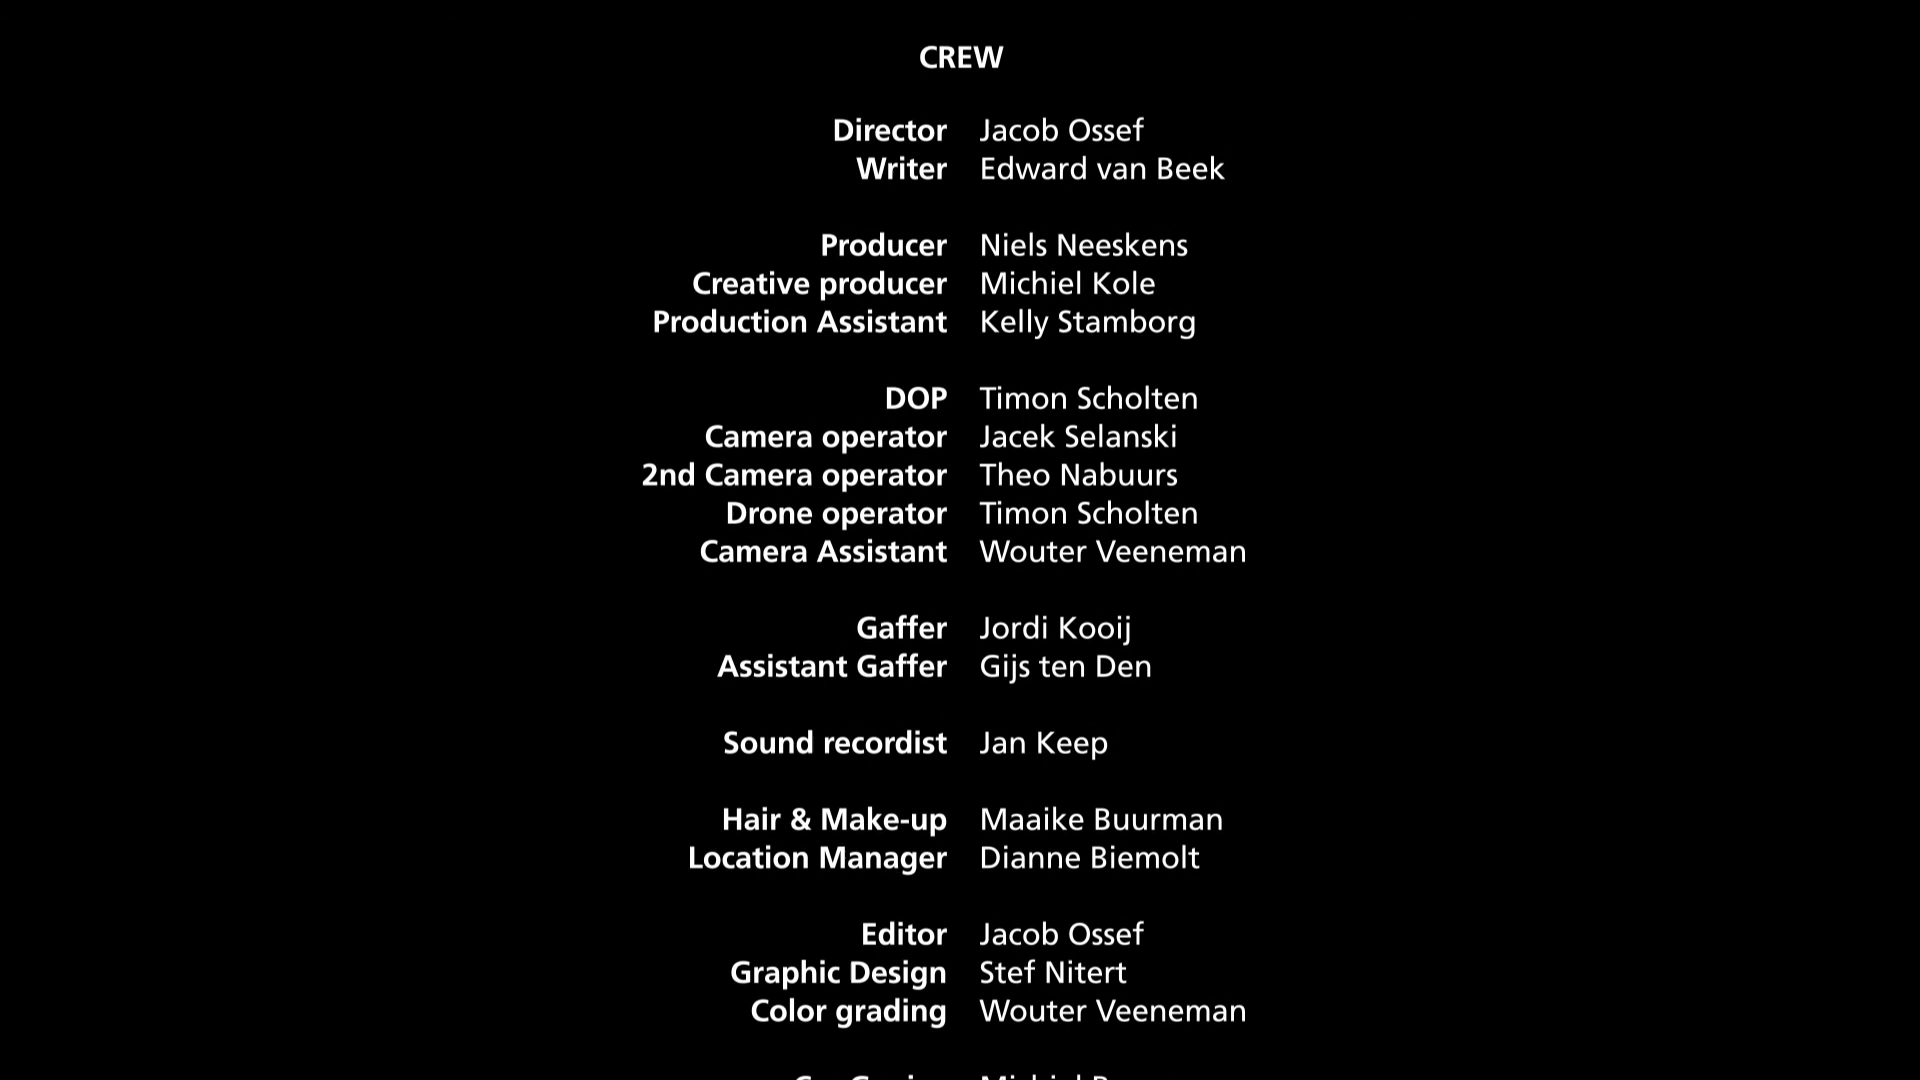 CREW
Director Jacob Ossef
Writer Edward van Beek
Producer Niels Neeskens
Creative producer Michiel Kole
Production Assistant Kelly Stamborg
DOP Timon Scholten
Camera operator Jacek Selanski
2nd Camera operator Theo Nabuurs
Drone operator Timon Scholten
Camera Assistant Wouter Veeneman
Gaffer Jordi Kooij
Assistant Gaffer Gijs ten Den
Sound recordist Jan Keep
Hair & Make-up Maaike Buurman
Location Manager Dianne Biemolt
Editor Jacob Ossef
Graphic Design Stef Nitert
Color grading Wouter Veeneman